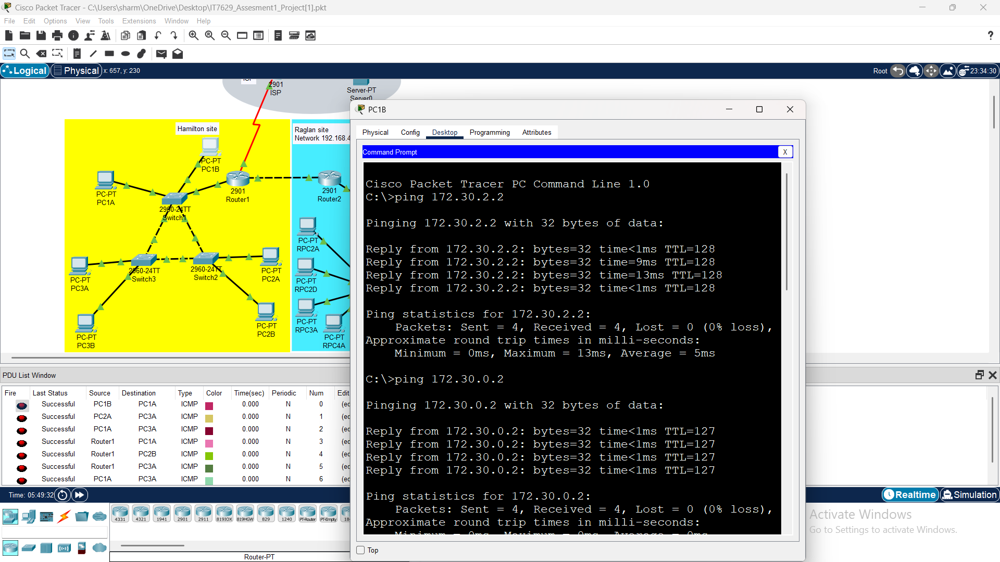 Cisco Packet Tracer - C:\Users\sharm\OneDrive\Desktop\IT7629_Assesment1_Project[1].pkt
File Edit Options View Tools Extensions Window Help
?
Logical Physical x: 657, y: 230 Root 23:34:30
2901
ISP
Server-PT
Server0
Hamilton site
PC-PT
PC1B
PC-PT
PC1A
2901
Router1
2960-24TT
Switch1
PC-PT
PC3A
2960-24TT
Switch3
2960-24TT
Switch2
PC-PT
PC2A
PC-PT
PC3B
PC-PT
PC2B
Raglan site
Network 192.168.4
2901
Router2
PC-PT
RPC2A
PC-PT
RPC2D
PC-PT
RPC3A
PC-PT
RPC4A
PC1B
Physical Config Desktop Programming Attributes
Command Prompt
X
Cisco Packet Tracer PC Command Line 1.0
C:\>ping 172.30.2.2
Pinging 172.30.2.2 with 32 bytes of data:
Reply from 172.30.2.2: bytes=32 time<1ms TTL=128
Reply from 172.30.2.2: bytes=32 time=9ms TTL=128
Reply from 172.30.2.2: bytes=32 time=13ms TTL=128
Reply from 172.30.2.2: bytes=32 time<1ms TTL=128
Ping statistics for 172.30.2.2:
Packets: Sent = 4, Received = 4, Lost = 0 (0% loss),
Approximate round trip times in milli-seconds:
Minimum = 0ms, Maximum = 13ms, Average = 5ms
C:\>ping 172.30.0.2
Pinging 172.30.0.2 with 32 bytes of data:
Reply from 172.30.0.2: bytes=32 time<1ms TTL=127
Reply from 172.30.0.2: bytes=32 time<1ms TTL=127
Reply from 172.30.0.2: bytes=32 time<1ms TTL=127
Reply from 172.30.0.2: bytes=32 time<1ms TTL=127
Ping statistics for 172.30.0.2:
Packets: Sent = 4, Received = 4, Lost = 0 (0% loss),
Approximate round trip times in milli-seconds:
Minimum = 0ms, Maximum = 0ms, Average = 0ms
Top
PDU List Window
Fire Last Status Source Destination Type Color Time(sec) Periodic Num Edit
Successful PC1B PC1A ICMP 0.000 N 0 (ec
Successful PC2A PC3A ICMP 0.000 N 1 (ec
Successful PC1A PC3A ICMP 0.000 N 2 (ec
Successful Router1 PC1A ICMP 0.000 N 3 (ec
Successful Router1 PC2B ICMP 0.000 N 4 (ec
Successful Router1 PC3A ICMP 0.000 N 5 (ec
Successful PC1A PC3A ICMP 0.000 N 6 (ec
Time: 05:49:32
Realtime Simulation
4331 4321 1941 2901 2911 819IOX 819HGW 829 1240 PT-Router PT-Empty 18
Router-PT
Activate Windows
Go to Settings to activate Windows.